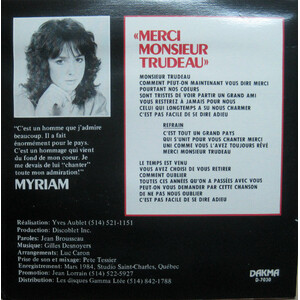 «MERCI
MONSIEUR
TRUDEAU»
MONSIEUR TRUDEAU
COMMENT PEUT-ON MAINTENANT VOUS DIRE MERCI
POURTANT NOS COEURS
SONT TRISTES DE VOIR PARTIR UN GRAND AMI
VOUS RESTEREZ À JAMAIS POUR NOUS
CELUI QUI LONGTEMPS A SU NOUS CHARMER
C'EST PAS FACILE DE SE DIRE ADIEU
REFRAIN
C'EST TOUT UN GRAND PAYS
QUI S'UNIT POUR VOUS CHANTER MERCI
UNI COMME VOUS L'AVEZ TOUJOURS RÊVÉ
MERCI MONSIEUR TRUDEAU
LE TEMPS EST VENU
VOUS AVEZ CHOISI DE VOUS RETIRER
COMMENT OUBLIER
TOUTES CES ANNÉES QU'ON A PASSÉES AVEC VOUS
PEUT-ON VOUS DEMANDER PAR CETTE CHANSON
DE NE PAS NOUS OUBLIER
C'EST PAS FACILE DE SE DIRE ADIEU
"C'est un homme que j'admire
beaucoup. Il a fait
énormément pour le pays.
C'est un hommage qui vient
du fond de mon coeur. Je
me devais de lui "chanter"
toute mon admiration!"
MYRIAM
Réalisation: Yves Aublet (514) 521-1151
Production: Discoblet Inc.
Paroles: Jean Brousseau
Musique: Gilles Desnoyers
Arrangements: Luc Caron
Prise de son et mixage: Pete Tessier
Enregistrement: Mars 1984, Studio Saint-Charles, Québec
Promotion: Jean Lorrain (514) 522-5927
Distribution: Les disques Gamma Ltée (514) 842-1788
DAKMA
D-7030